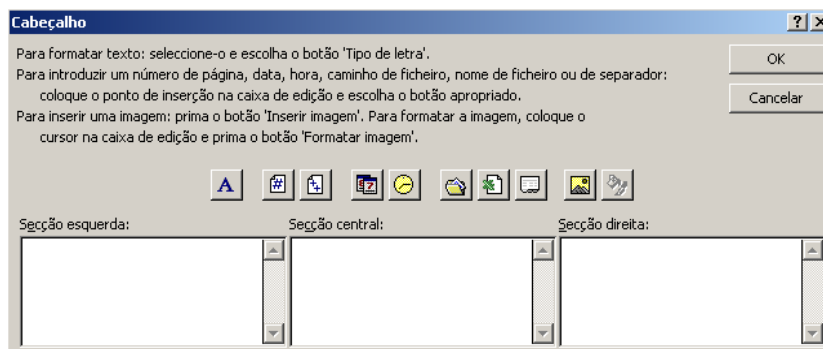 Cabeçalho
Para formatar texto: seleccione-o e escolha o botão 'Tipo de letra'.
Para introduzir um número de página, data, hora, caminho de ficheiro, nome de ficheiro ou de separador:
coloque o ponto de inserção na caixa de edição e escolha o botão apropriado.
Para inserir uma imagem: prima o botão 'Inserir imagem'. Para formatar a imagem, coloque o
cursor na caixa de edição e prima o botão 'Formatar imagem'.
OK
Cancelar
A
Secção esquerda:
Secção central:
Secção direita: